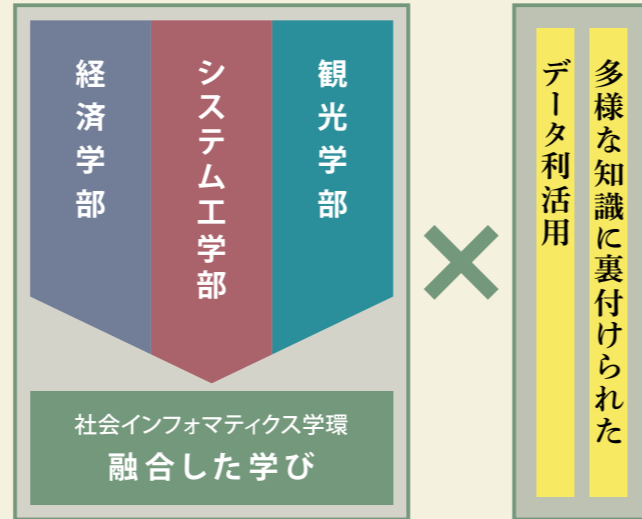 経済学部
システム工学部
観光学部
社会インフォマティクス学環
融合した学び
×
多様な知識に裏付けられた
データ利活用